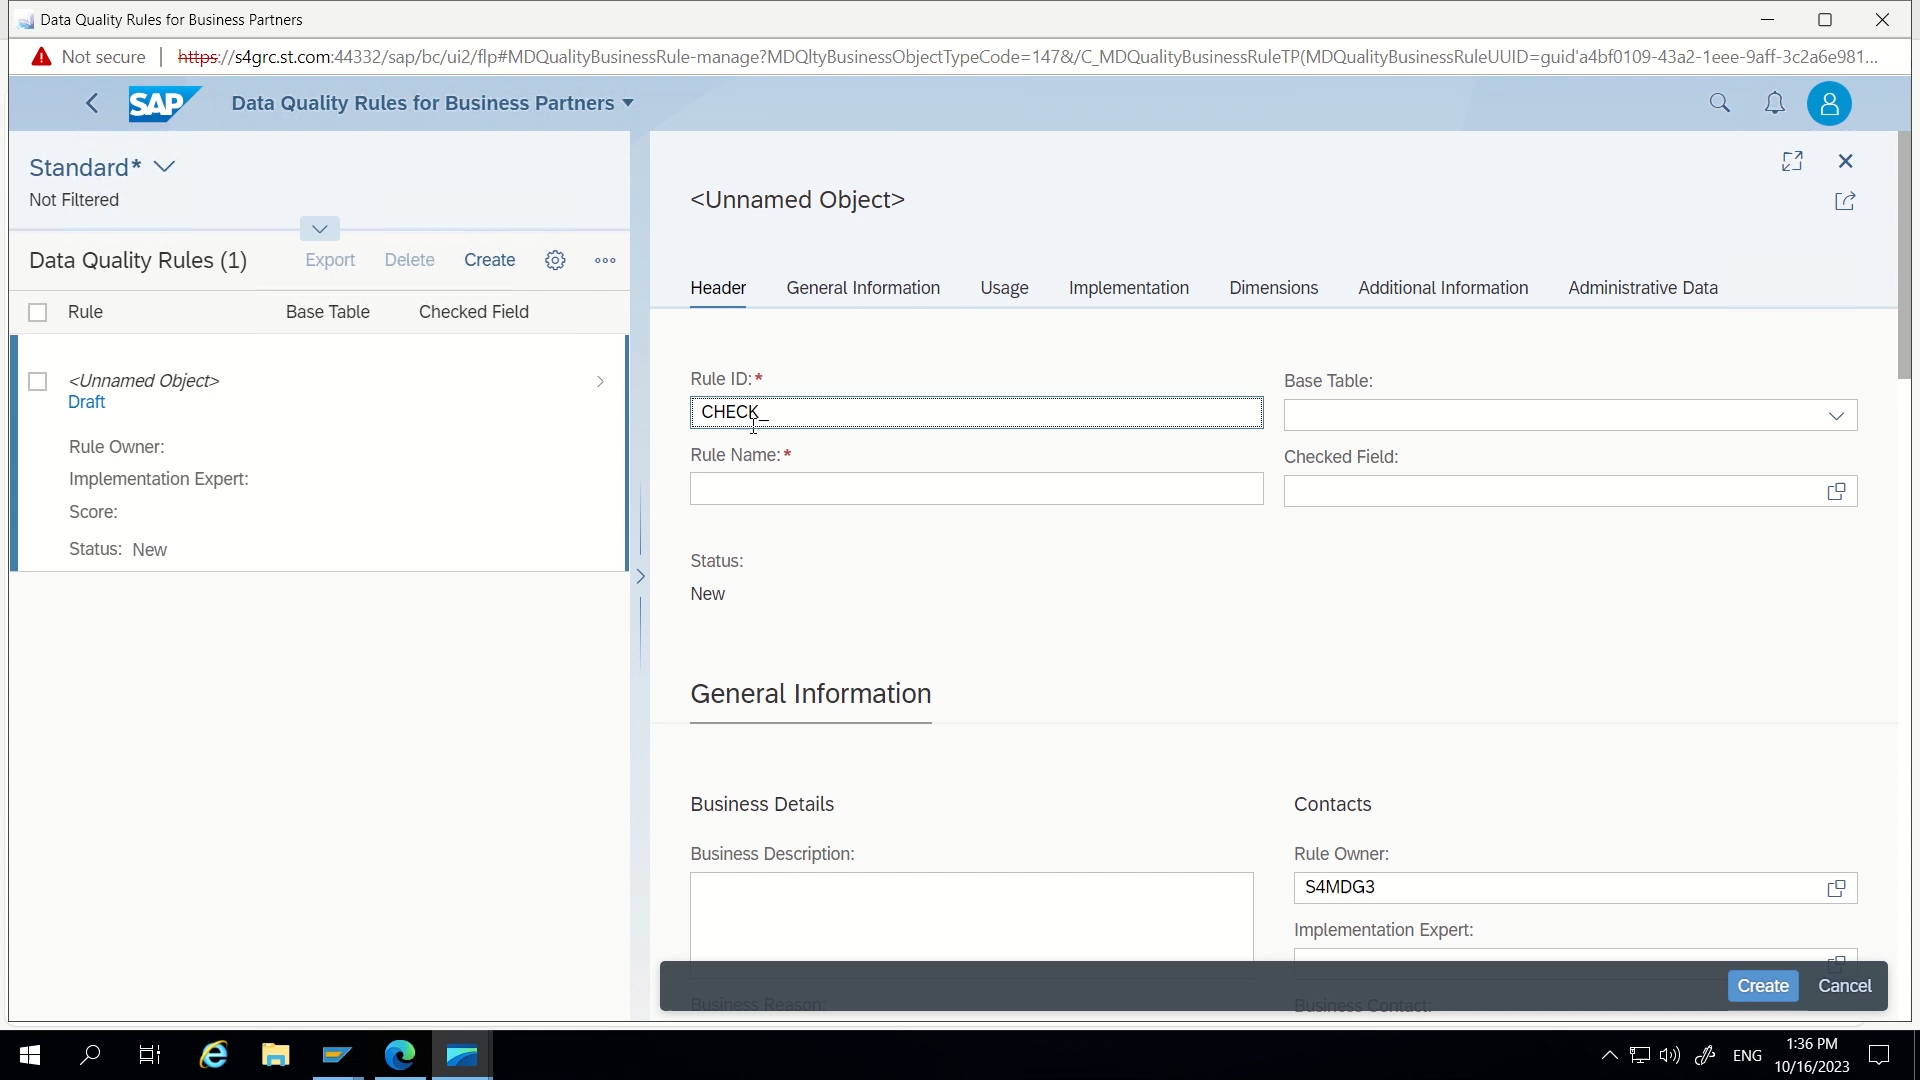 Data Quality Rules for Business Partners
Not secure | https://s4grc.st.com:44332/sap/bc/ui2/flp#MDQualityBusinessRule-manage?MDQltyBusinessObjectTypeCode=147&/C_MDQualityBusinessRuleTP(MDQualityBusinessRuleUUID=guid'a4bf0109-43a2-1eee-9aff-3c2a6e981...
SAP Data Quality Rules for Business Partners
Standard*
Not Filtered
Data Quality Rules (1) Export Delete Create
Rule Base Table Checked Field
<Unnamed Object>
Draft
Rule Owner:
Implementation Expert:
Score:
Status: New
<Unnamed Object>
Header General Information Usage Implementation Dimensions Additional Information Administrative Data
Rule ID:*
CHECK_
Rule Name:*
Base Table:
Checked Field:
Status:
New
General Information
Business Details
Business Description:
Business Reason:
Contacts
Rule Owner:
S4MDG3
Implementation Expert:
Business Contact:
Create Cancel
ENG
1:36 PM
10/16/2023